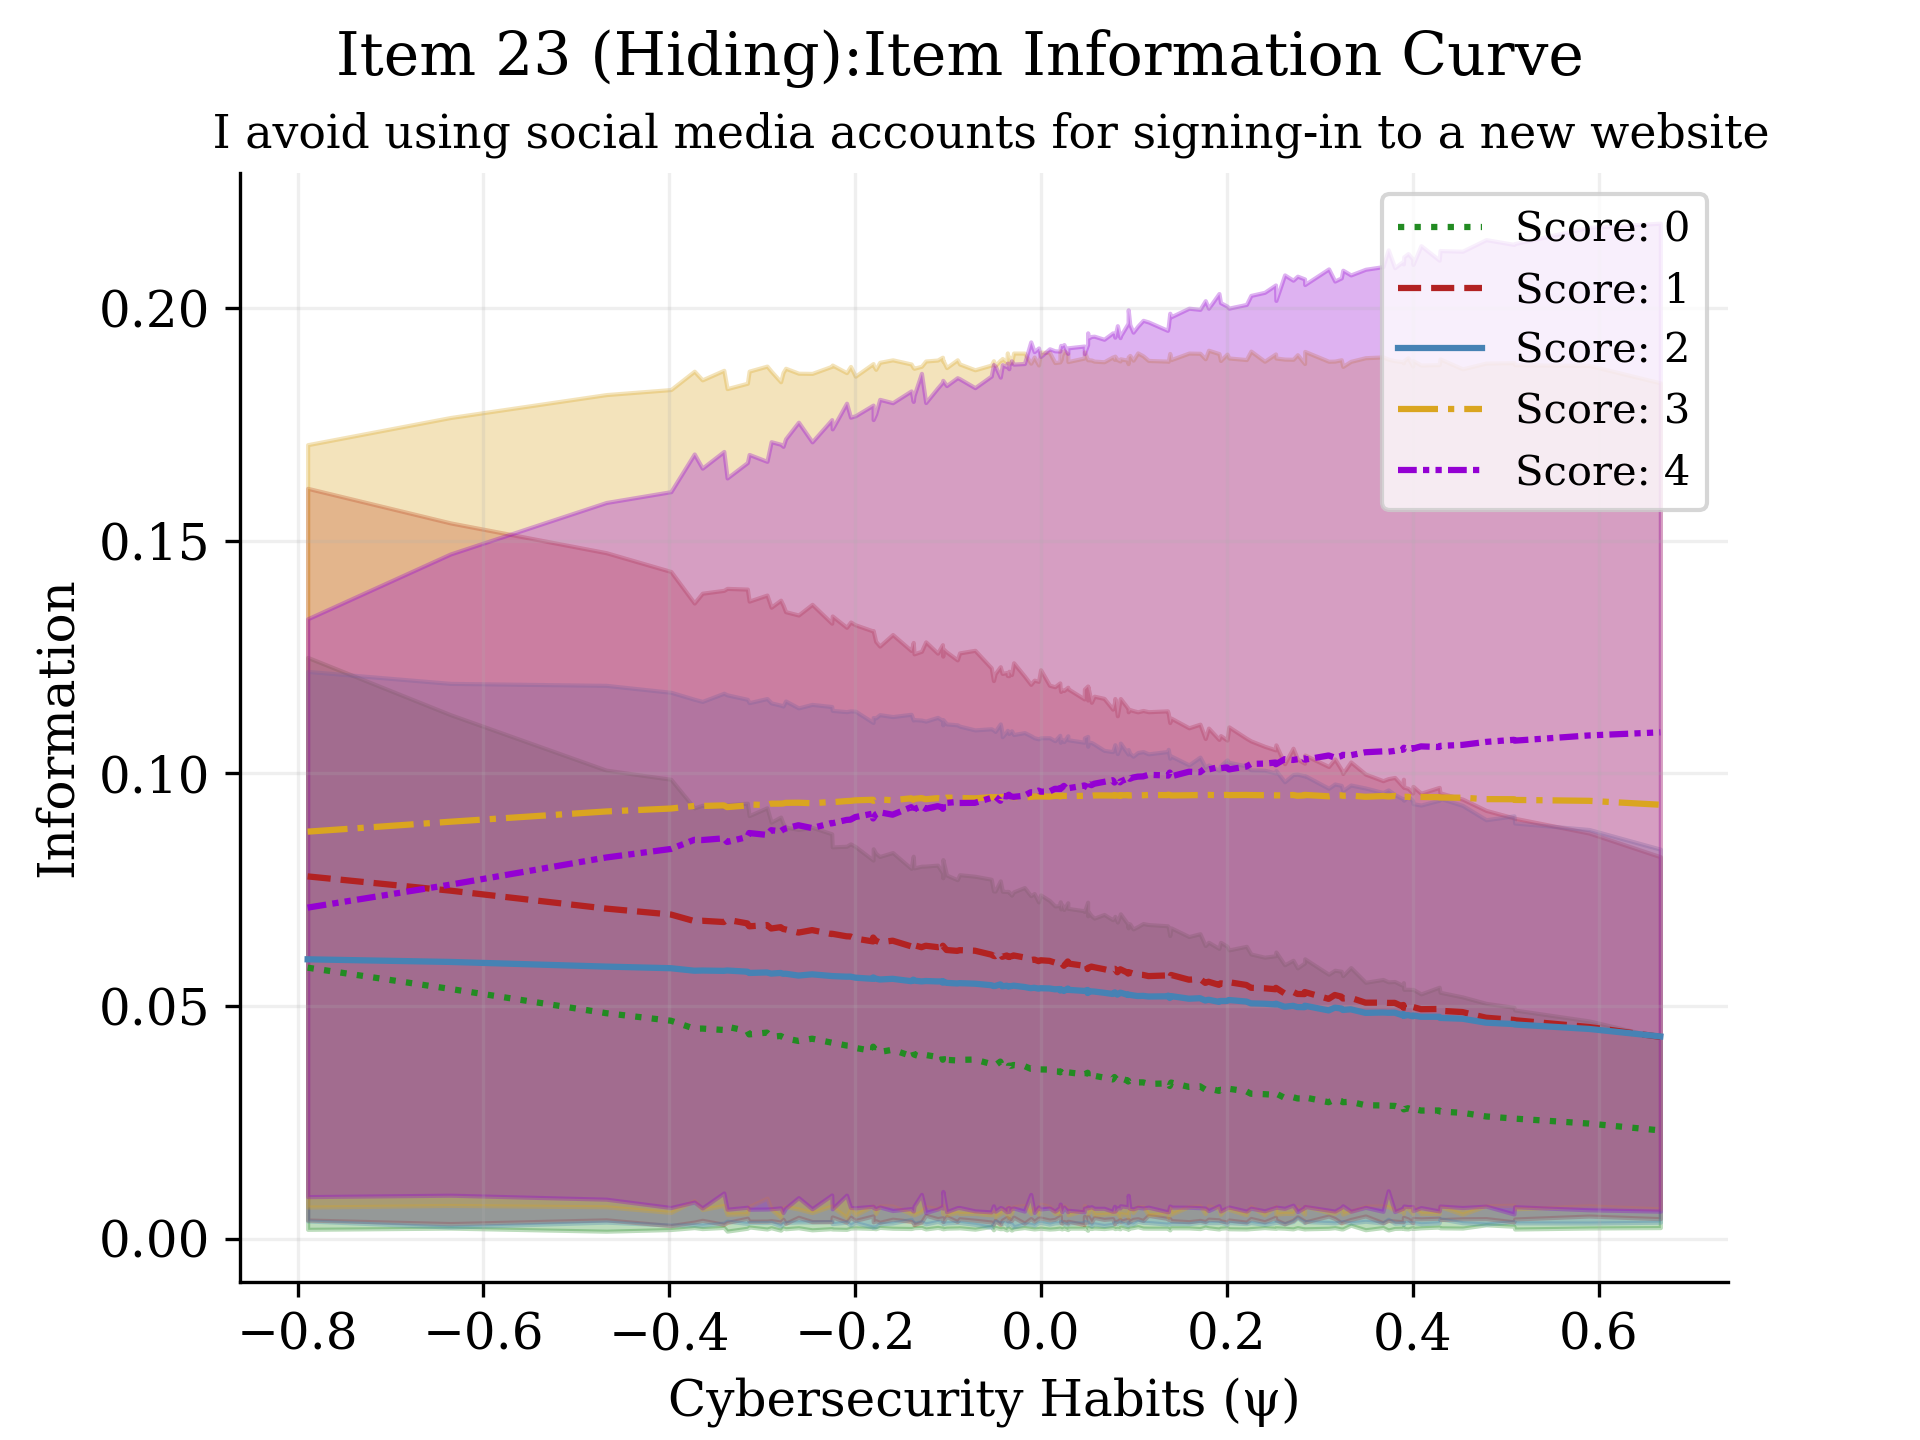 Item 23 (Hiding):Item Information Curve
I avoid using social media accounts for signing-in to a new website
Score: 0
Score: 1
Score: 2
Score: 3
Score: 4
0.20
0.15
0.10
0.05
0.00
Information
−0.8 −0.6 −0.4 −0.2 0.0 0.2 0.4 0.6
Cybersecurity Habits (ψ)